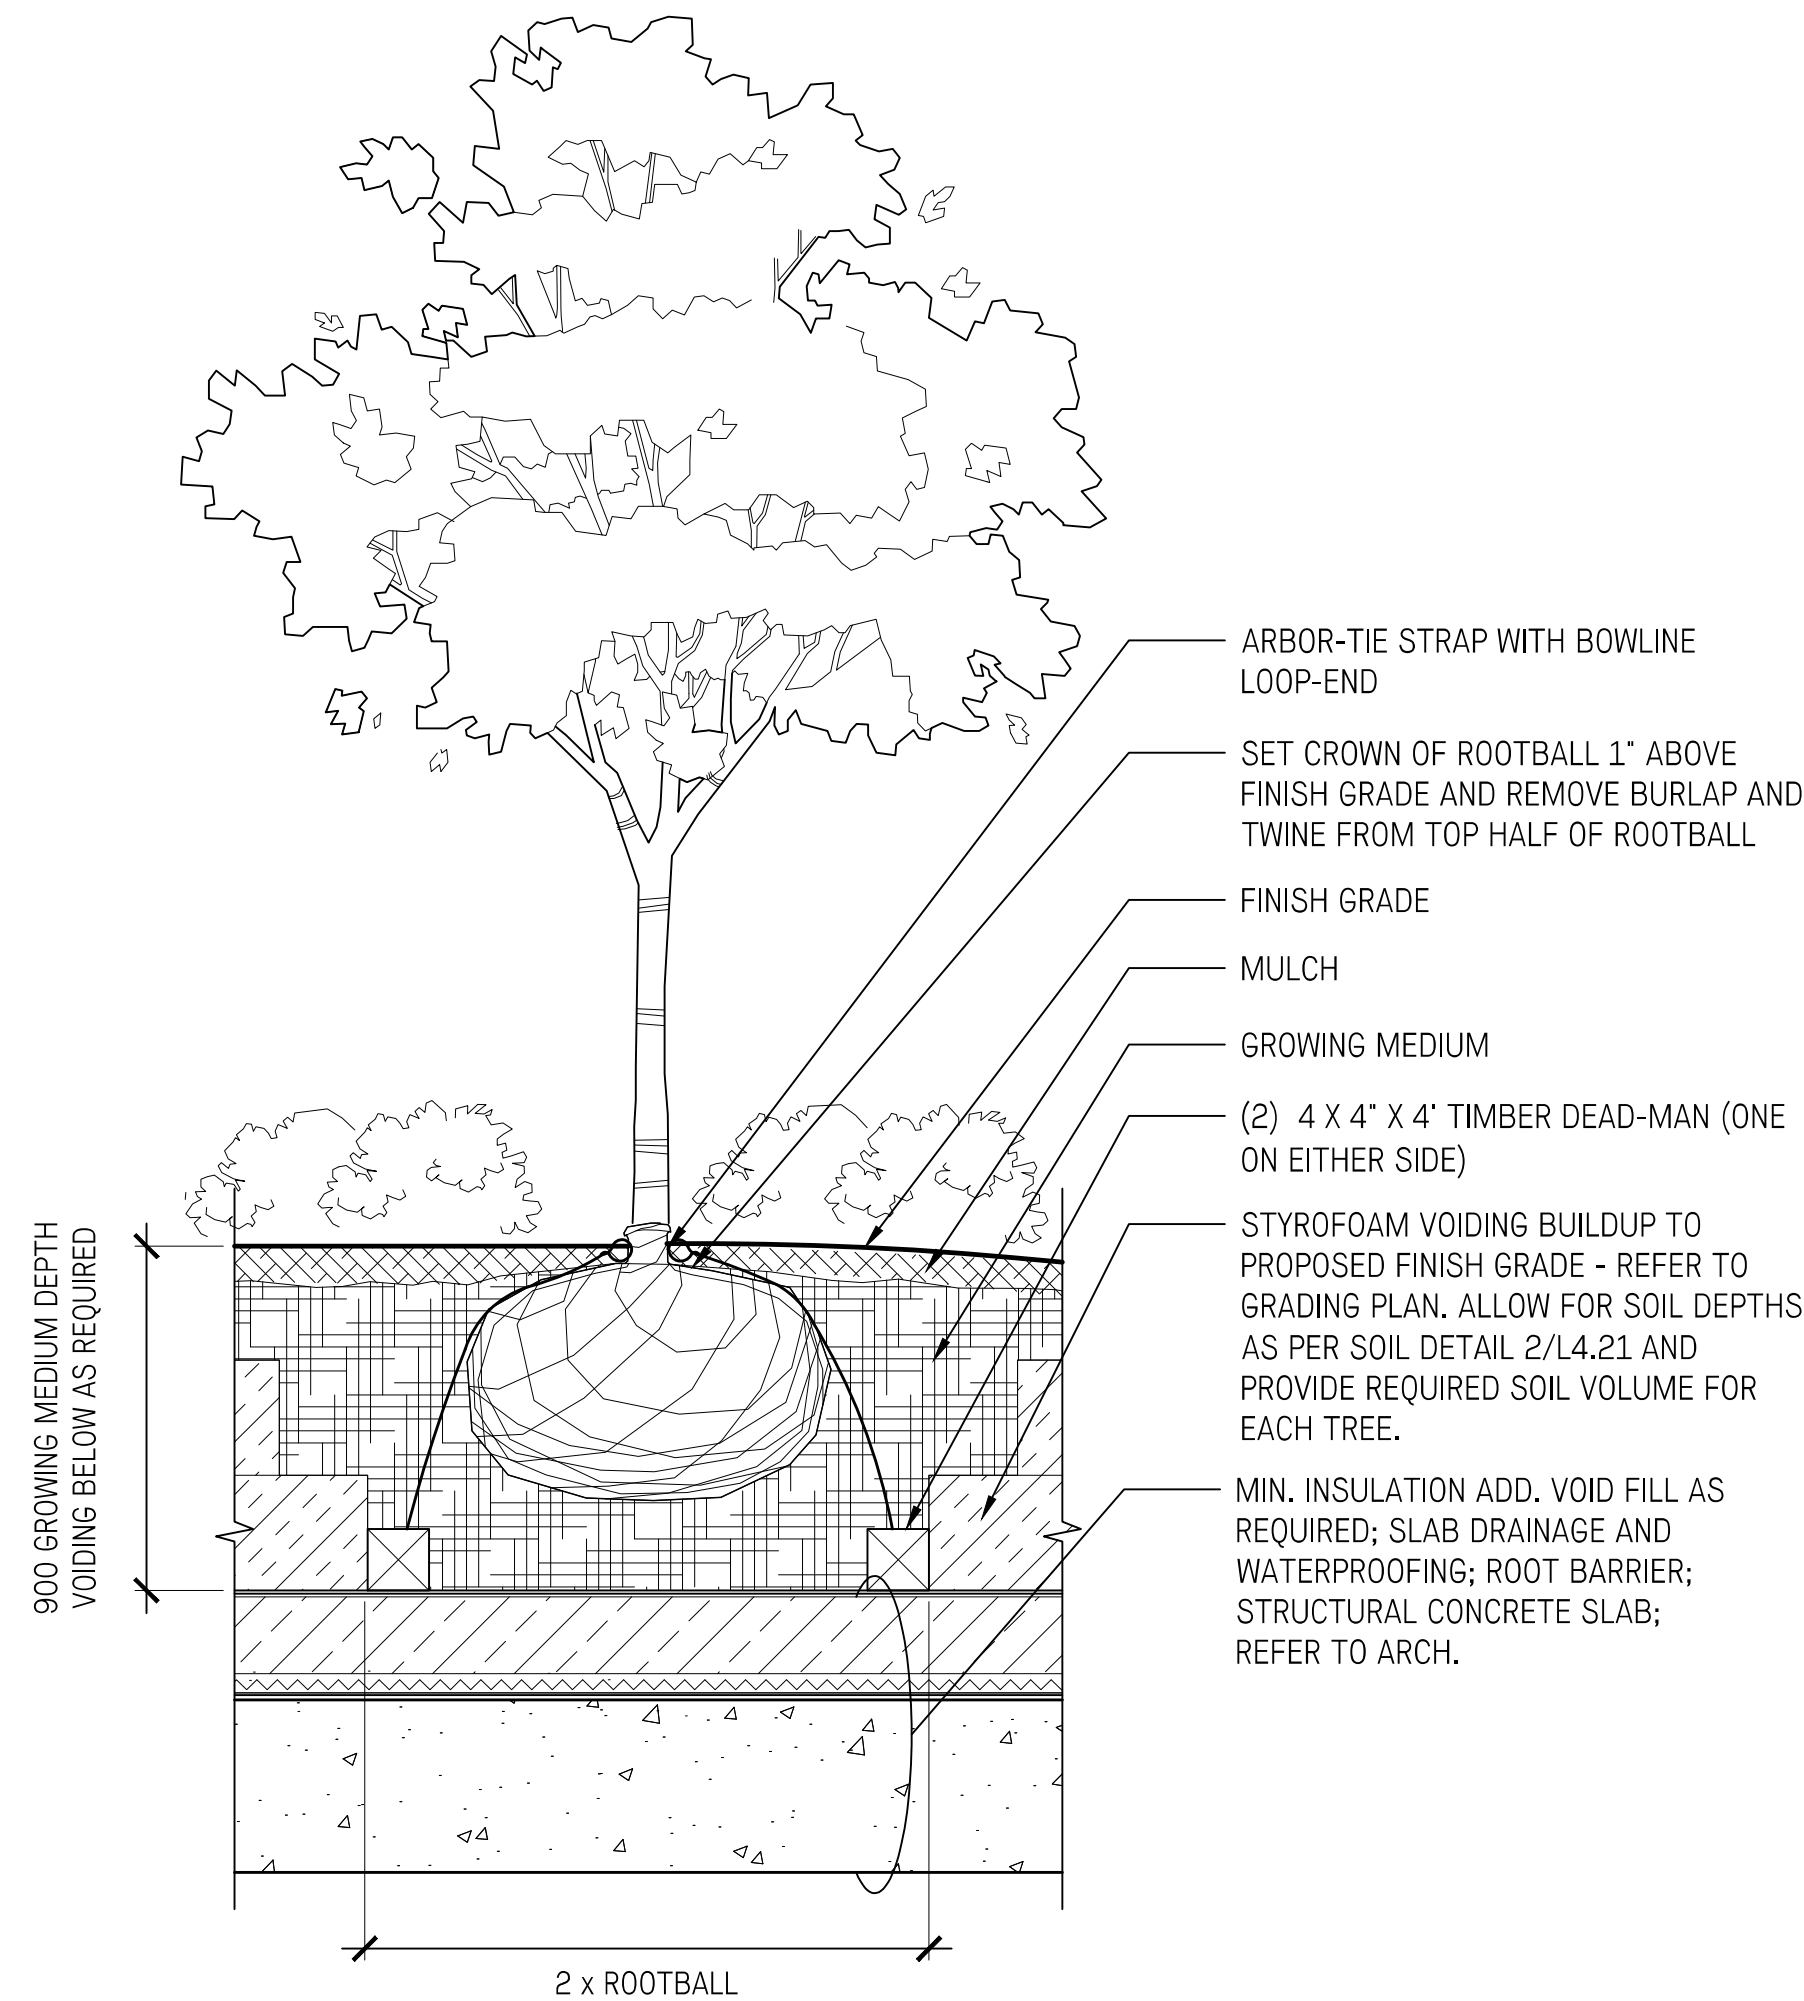 ARBOR-TIE STRAP WITH BOWLINE
LOOP-END
SET CROWN OF ROOTBALL 1" ABOVE
FINISH GRADE AND REMOVE BURLAP AND
TWINE FROM TOP HALF OF ROOTBALL
FINISH GRADE
MULCH
GROWING MEDIUM
(2) 4 X 4" X 4' TIMBER DEAD-MAN (ONE
ON EITHER SIDE)
STYROFOAM VOIDING BUILDUP TO
PROPOSED FINISH GRADE - REFER TO
GRADING PLAN. ALLOW FOR SOIL DEPTHS
AS PER SOIL DETAIL 2/L4.21 AND
PROVIDE REQUIRED SOIL VOLUME FOR
EACH TREE.
MIN. INSULATION ADD. VOID FILL AS
REQUIRED; SLAB DRAINAGE AND
WATERPROOFING; ROOT BARRIER;
STRUCTURAL CONCRETE SLAB;
REFER TO ARCH.
900 GROWING MEDIUM DEPTH
VOIDING BELOW AS REQUIRED
2 x ROOTBALL